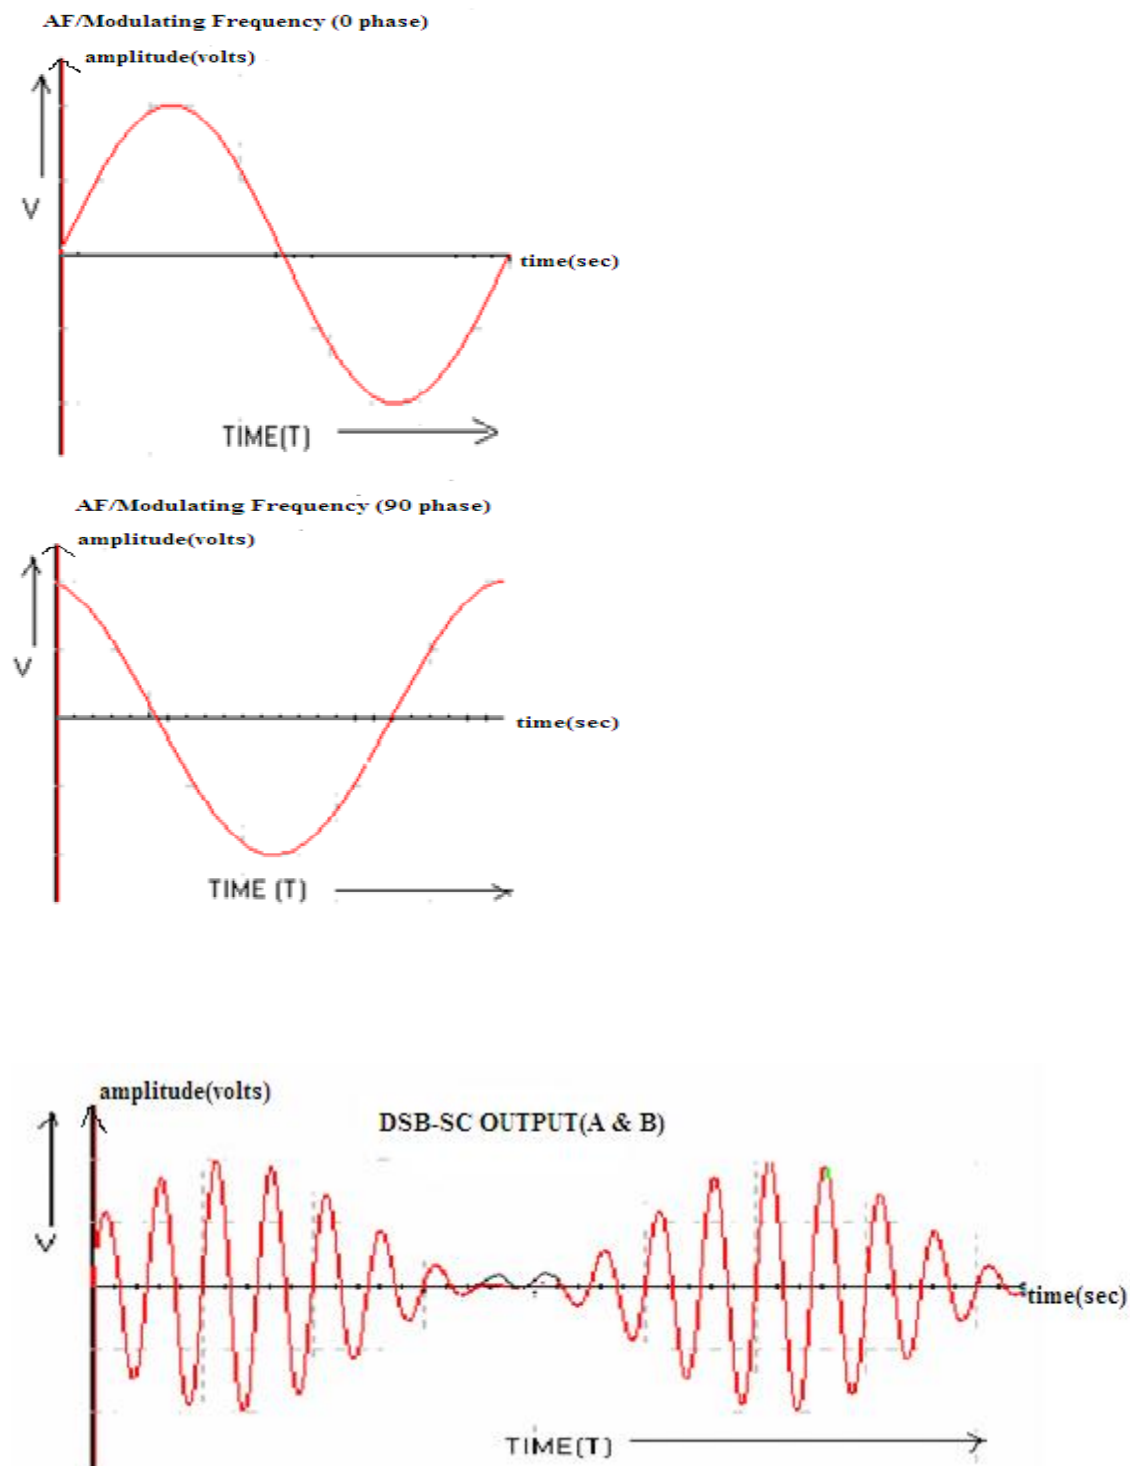 AF/Modulating Frequency (0 phase)
amplitude(volts)
V
time(sec)
TIME(T)
AF/Modulating Frequency (90 phase)
amplitude(volts)
V
time(sec)
TIME (T)
amplitude(volts)
DSB-SC OUTPUT(A & B)
V
time(sec)
TIME(T)